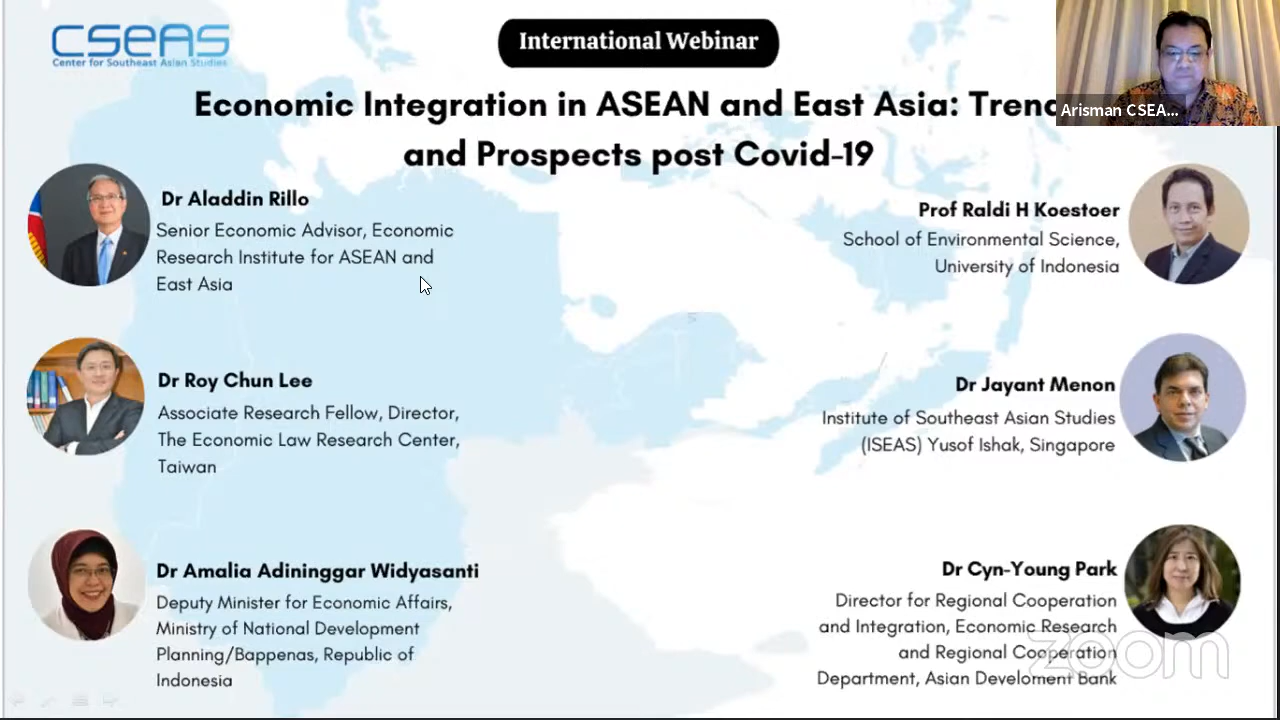 CSEAS
Center for Southeast Asian Studies
International Webinar
Arisman CSEA...
Economic Integration in ASEAN and East Asia:
and Prospects post Covid-19
Dr Aladdin Rillo
Senior Economic Advisor, Economic
Research Institute for ASEAN and
East Asia
Prof Raldi H Koestoer
School of Environmental Science,
University of Indonesia
Dr Roy Chun Lee
Associate Research Fellow, Director,
The Economic Law Research Center,
Taiwan
Dr Jayant Menon
Institute of Southeast Asian Studies
(ISEAS) Yusof Ishak, Singapore
Dr Amalia Adininggar Widyasanti
Deputy Minister for Economic Affairs,
Ministry of National Development
Planning/Bappenas, Republic of
Indonesia
Dr Cyn-Young Park
Director for Regional Cooperation
and Integration, Economic Research
and Regional Cooperation
Department, Asian Develoment Bank
zoom